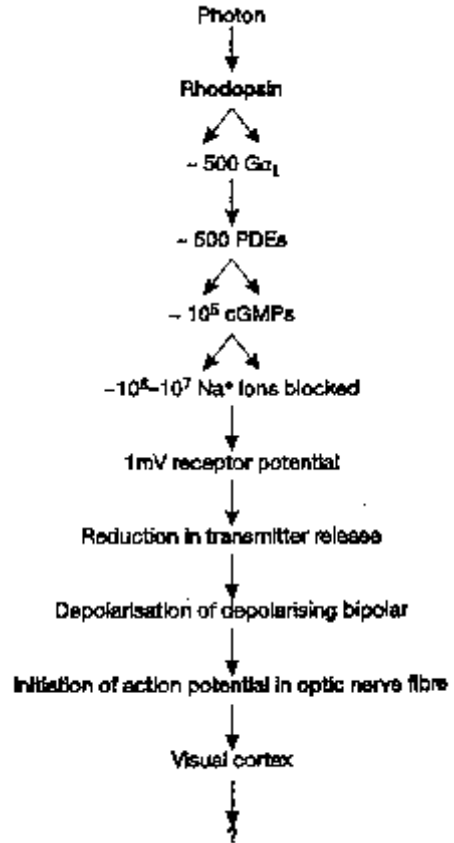 Photon
Rhodopsin
~ 500 Gαt
~ 500 PDEs
~ 10⁵ cGMPs
~10⁶–10⁷ Na⁺ ions blocked
1mV receptor potential
Reduction in transmitter release
Depolarisation of depolarising bipolar
Initiation of action potential in optic nerve fibre
Visual cortex
?